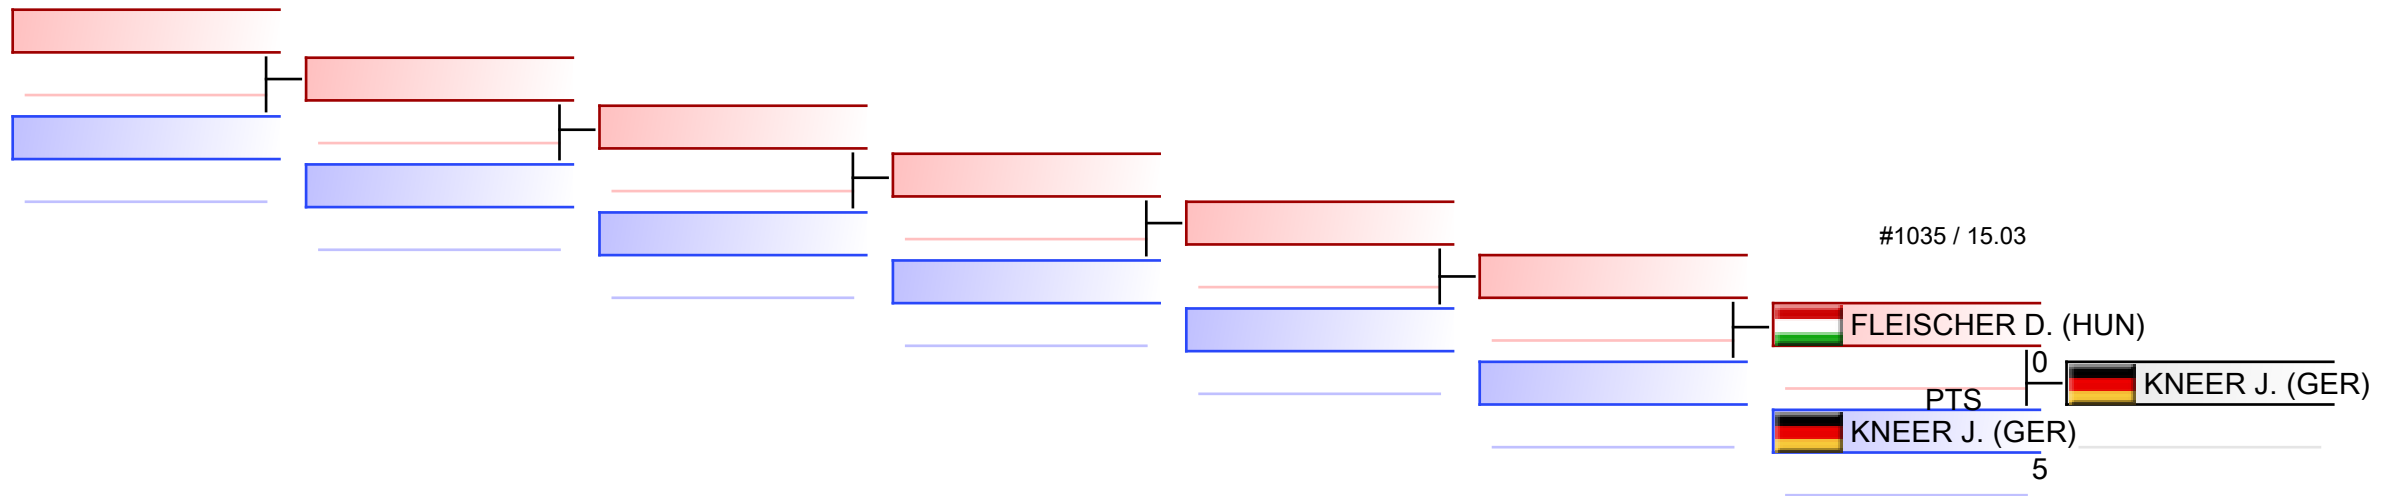 #1035 / 15.03
FLEISCHER D. (HUN)
0
KNEER J. (GER)
PTS
KNEER J. (GER)
5